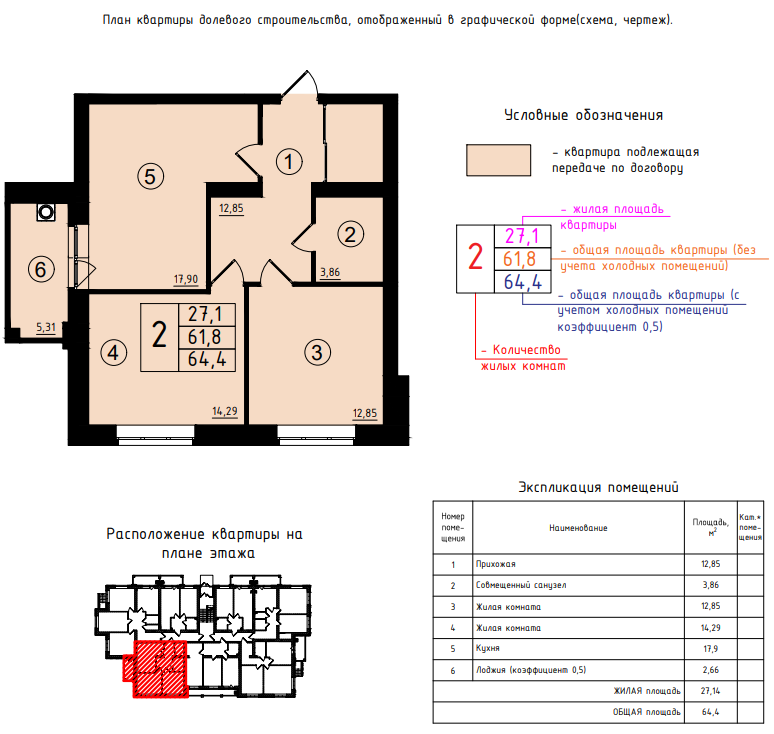 План квартиры долевого строительства, отображенный в графической форме(схема, чертеж).
1
5
12,85
2
3,86
6
17,90
5,31
2
27,1
61,8
64,4
4
3
14,29
12,85
Условные обозначения
- квартира подлежащая
передаче по договору
2
27,1
61,8
64,4
- жилая площадь
квартиры
- общая площадь квартиры (без
учета холодных помещений)
- общая площадь квартиры (с
учетом холодных помещений
коэффициент 0,5)
- Количество
жилых комнат
Расположение квартиры на
плане этажа
Экспликация помещений
Номер
поме-
щения
Наименование
Площадь,
м2
Кат.*
поме-
щения
1 Прихожая 12,85
2 Совмещенный санузел 3,86
3 Жилая комната 12,85
4 Жилая комната 14,29
5 Кухня 17,9
6 Лоджия (коэффициент 0,5) 2,66
ЖИЛАЯ площадь 27,14
ОБЩАЯ площадь 64,4